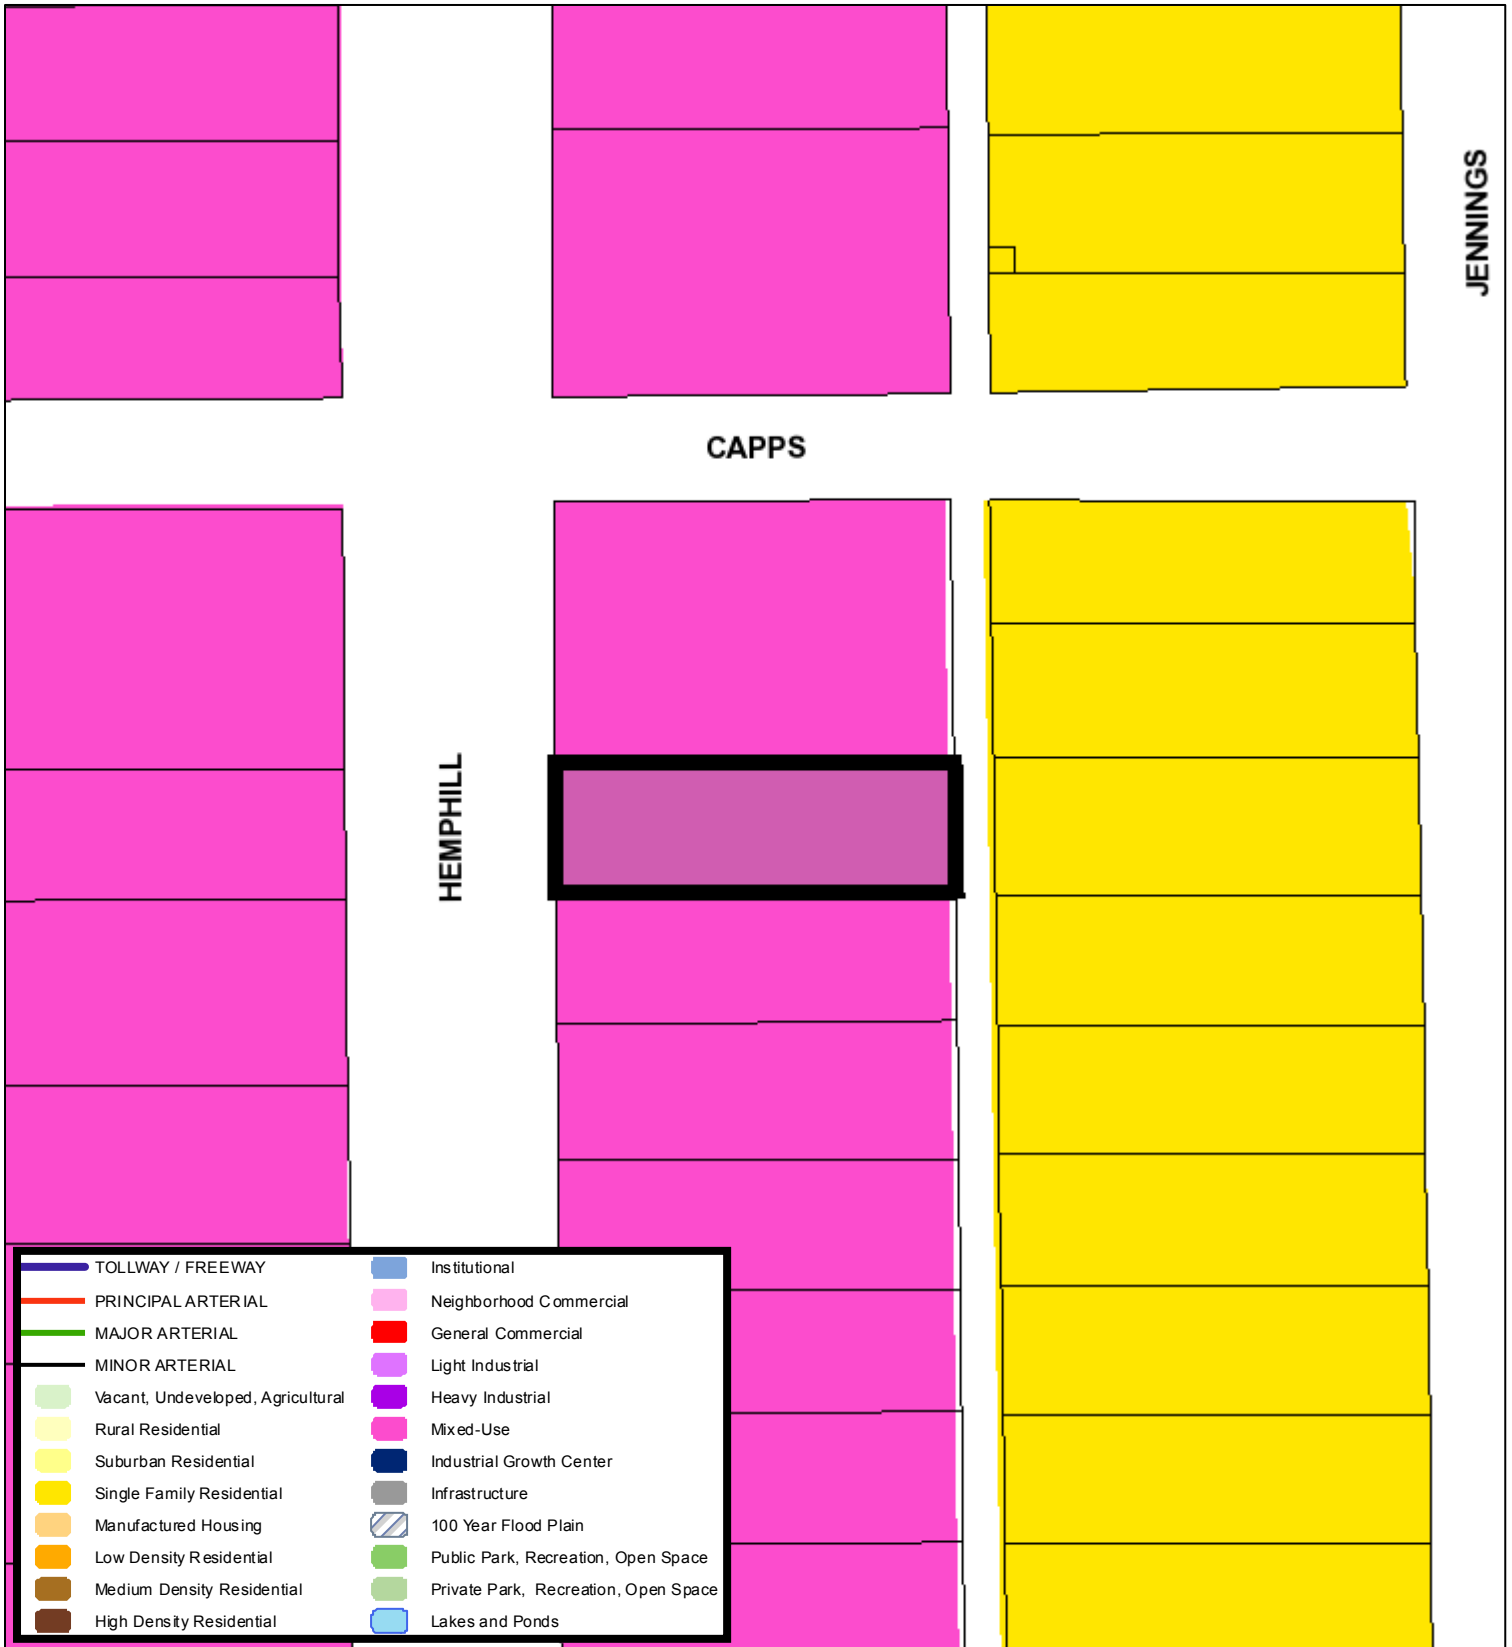 JENNINGS
CAPPS
HEMPHILL
TOLLWAY / FREEWAY
PRINCIPAL ARTERIAL
MAJOR ARTERIAL
MINOR ARTERIAL
Vacant, Undeveloped, Agricultural
Rural Residential
Suburban Residential
Single Family Residential
Manufactured Housing
Low Density Residential
Medium Density Residential
High Density Residential
Institutional
Neighborhood Commercial
General Commercial
Light Industrial
Heavy Industrial
Mixed-Use
Industrial Growth Center
Infrastructure
100 Year Flood Plain
Public Park, Recreation, Open Space
Private Park, Recreation, Open Space
Lakes and Ponds